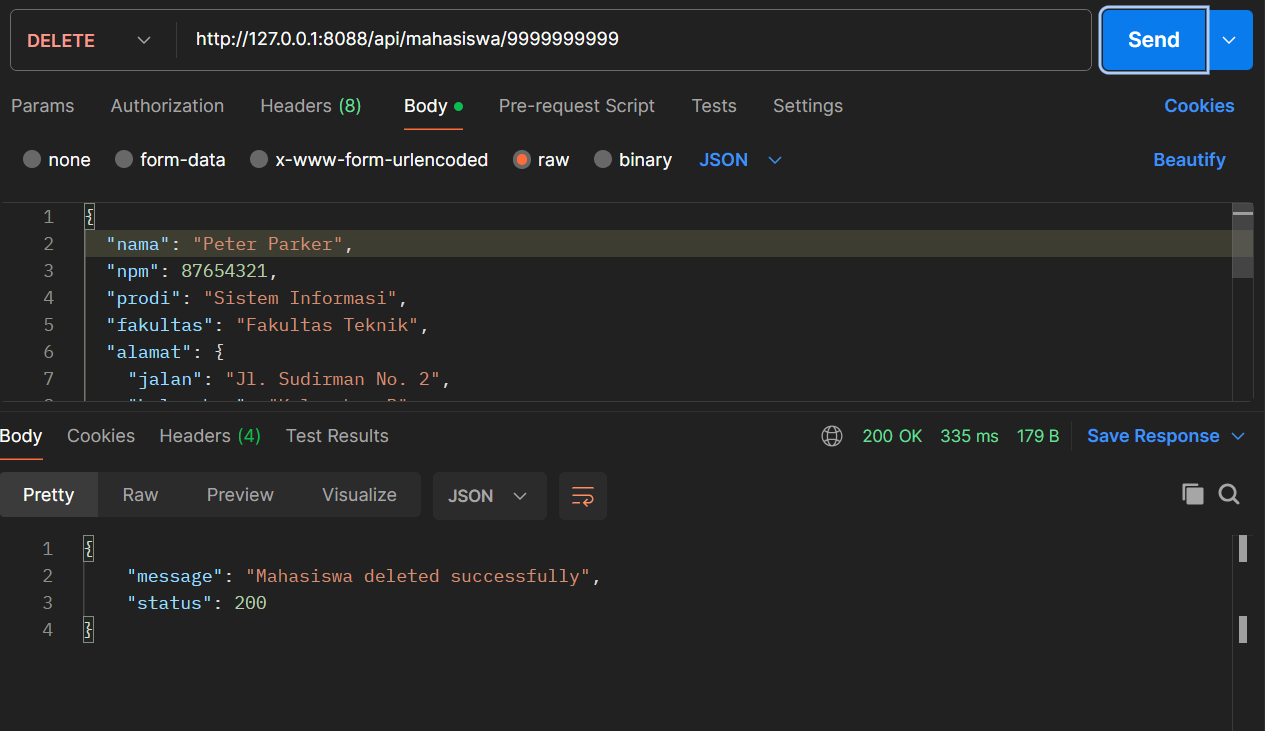 DELETE http://127.0.0.1:8088/api/mahasiswa/9999999999 Send
Params Authorization Headers (8) Body Pre-request Script Tests Settings Cookies
none form-data x-www-form-urlencoded raw binary JSON Beautify
1 {
2 "nama": "Peter Parker",
3 "npm": 87654321,
4 "prodi": "Sistem Informasi",
5 "fakultas": "Fakultas Teknik",
6 "alamat": {
7 "jalan": "Jl. Sudirman No. 2",
Body Cookies Headers (4) Test Results 200 OK 335 ms 179 B Save Response
Pretty Raw Preview Visualize JSON
1 {
2 "message": "Mahasiswa deleted successfully",
3 "status": 200
4 }